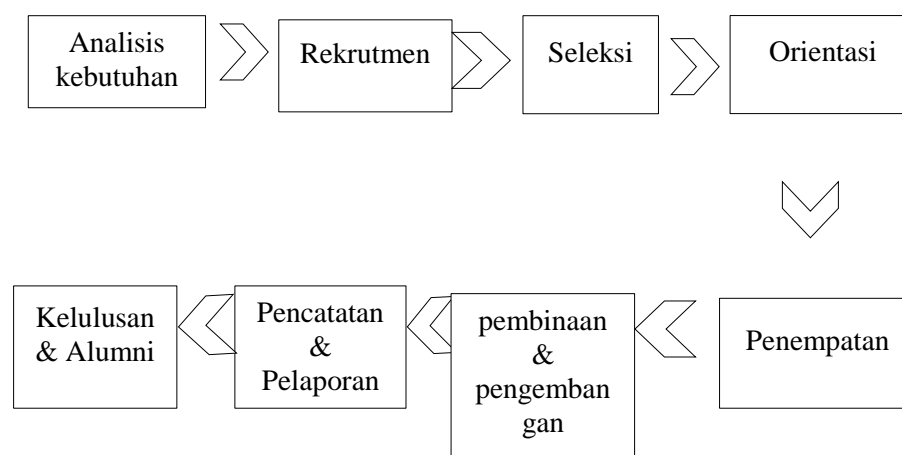 Analisis
kebutuhan
Rekrutmen
Seleksi
Orientasi
Penempatan
pembinaan
&
pengemban
gan
Pencatatan
&
Pelaporan
Kelulusan
& Alumni